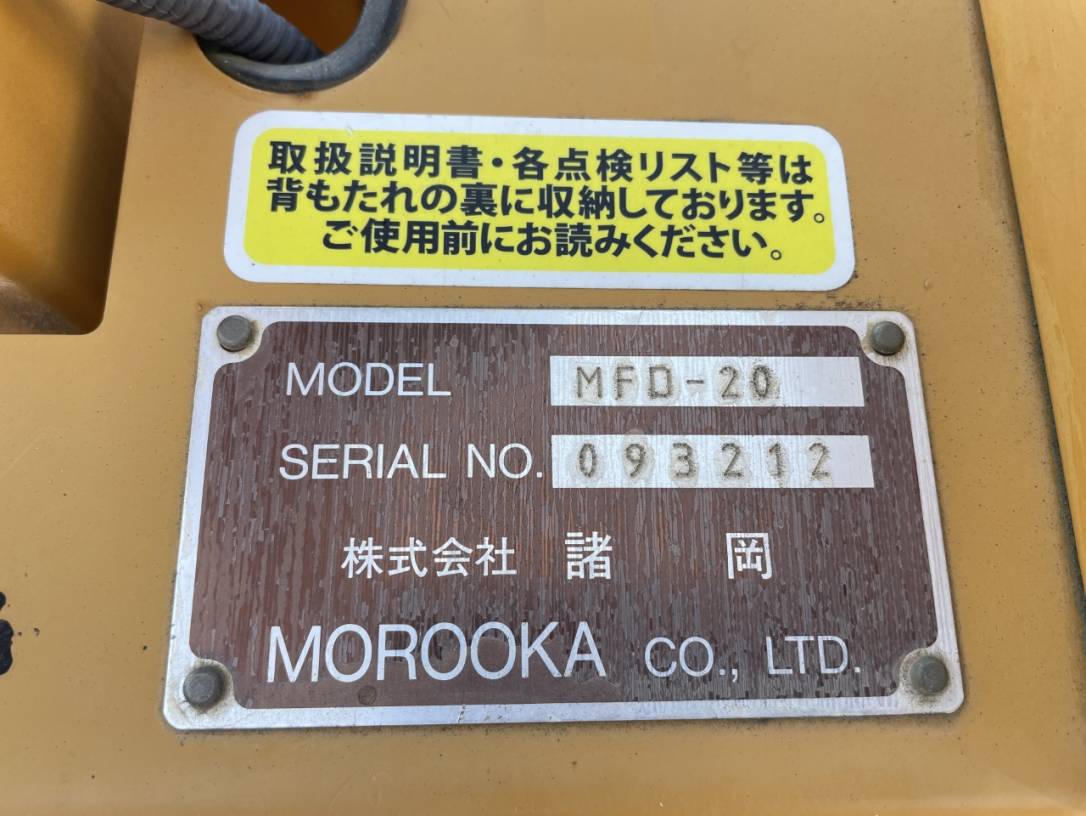 取扱説明書・各点検リスト等は
背もたれの裏に収納しております。
ご使用前にお読みください。
MODEL MFD-20
SERIAL NO. 093212
株式会社 諸 岡
MOROOKA CO., LTD.